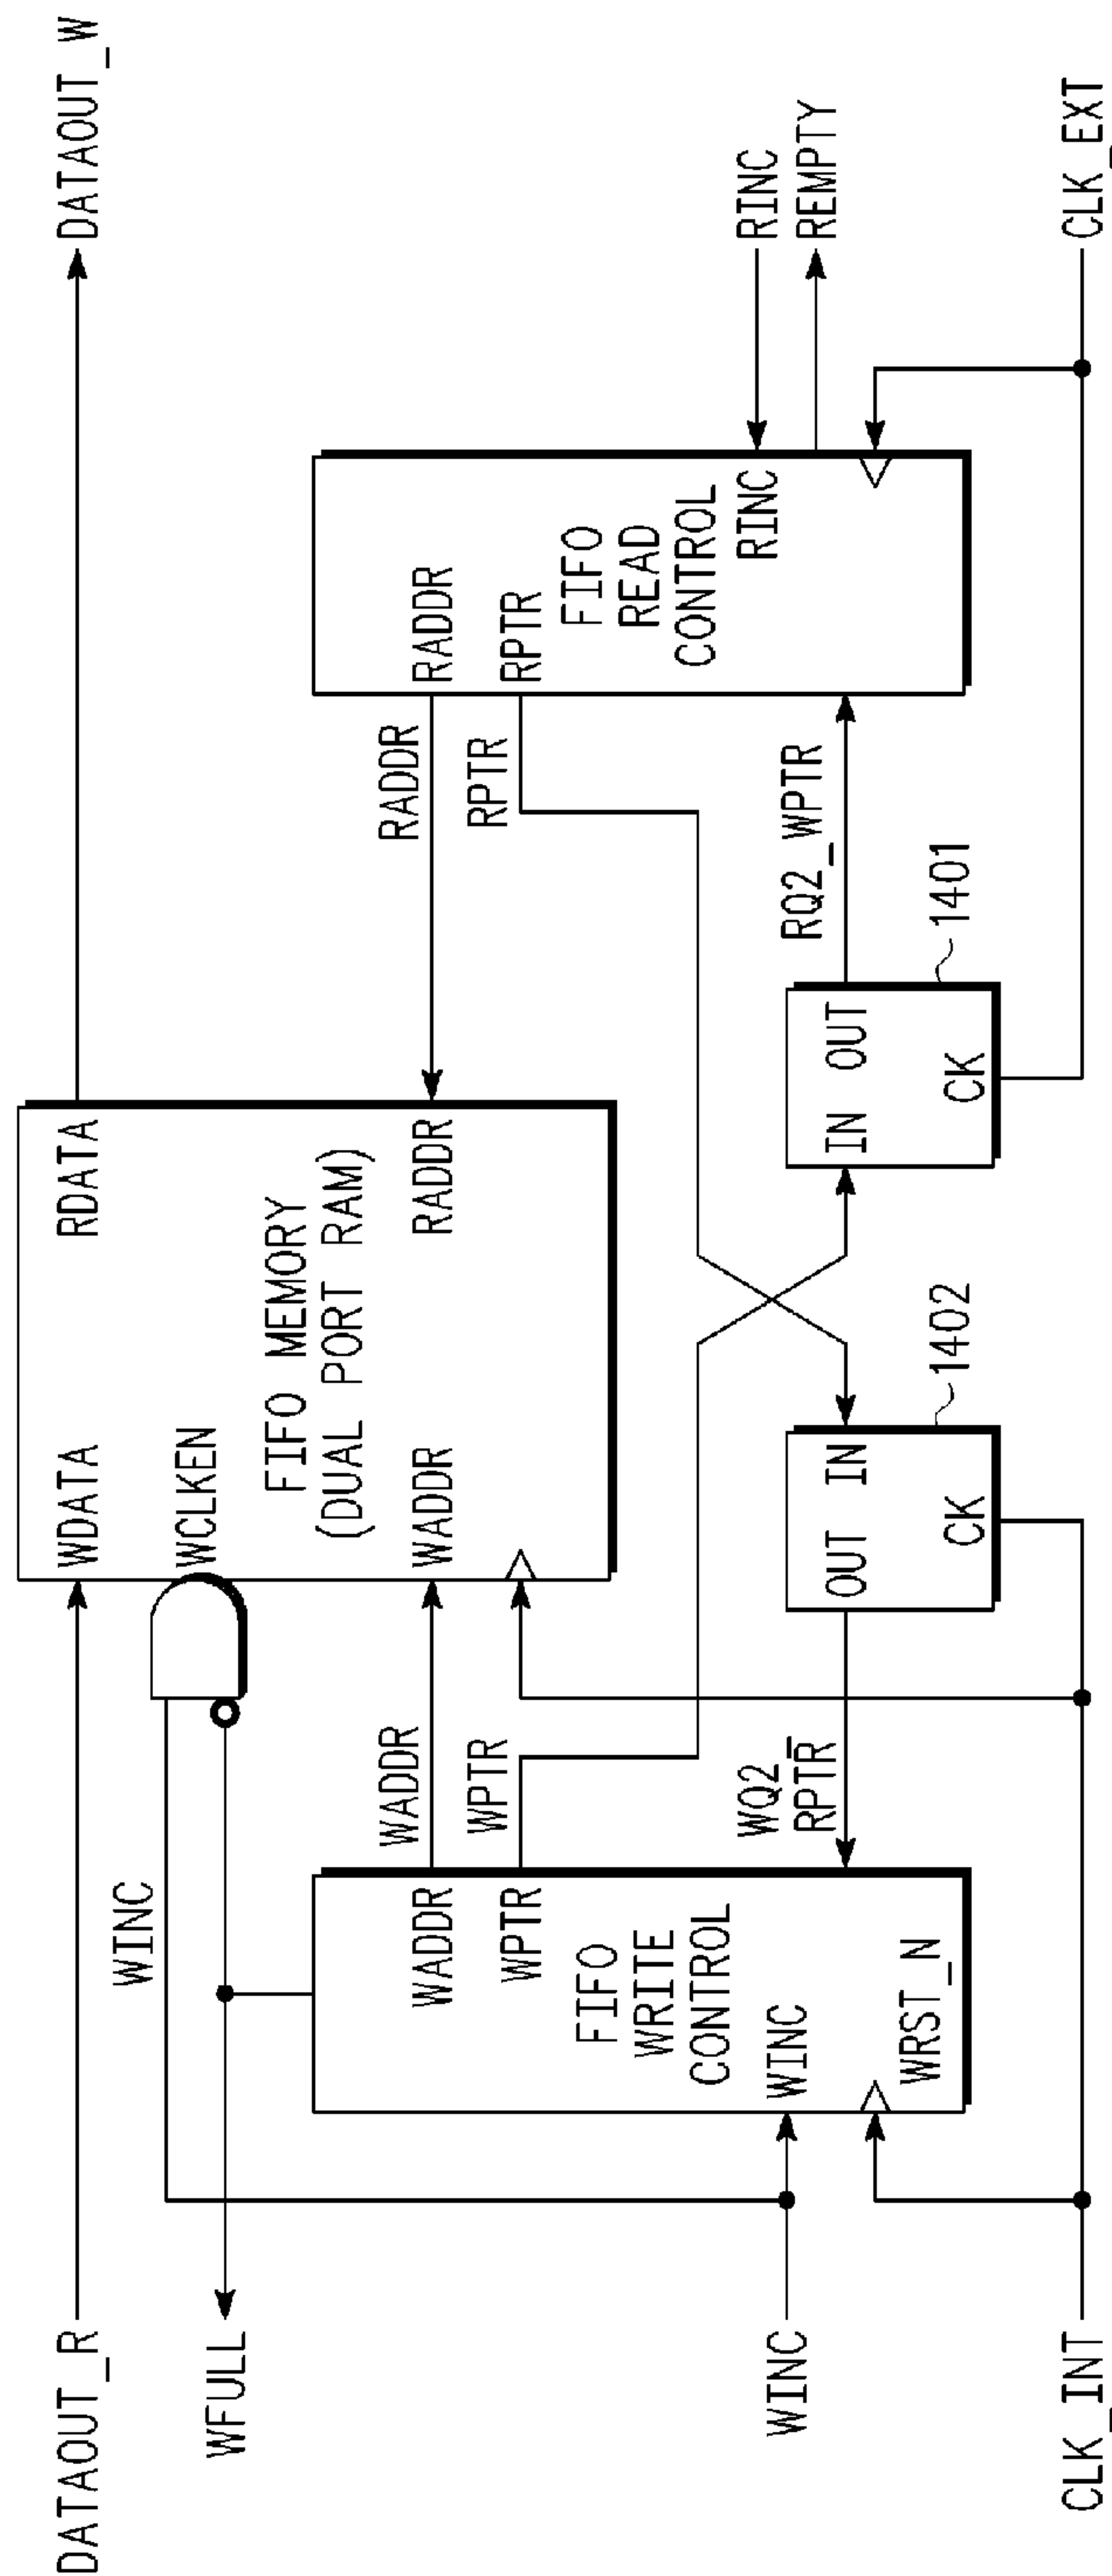 DATAOUT_R
WDATA
RDATA
DATAOUT_W
WINC
WCLKEN
WFULL
FIFO MEMORY
(DUAL PORT RAM)
WADDR
WADDR
WADDR
RADDR
RADDR
RADDR
WPTR
WPTR
RPTR
RPTR
FIFO
WRITE
CONTROL
FIFO
READ
CONTROL
WINC
WINC
WQ2_
RPTR
RINC
RINC
REMPTY
OUT IN
CK
1402
IN OUT
CK
1401
RQ2_WPTR
WRST_N
CLK_INT
CLK_EXT